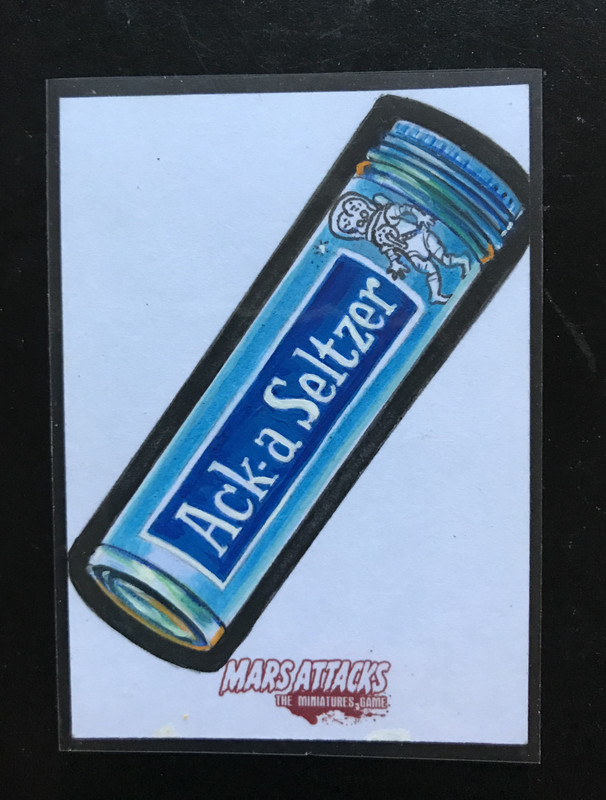 Ack-a Seltzer
MARS ATTACKS
THE MINIATURES GAME